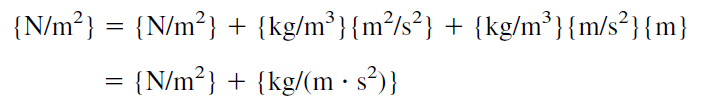 {N/m²} = {N/m²} + {kg/m³}{m²/s²} + {kg/m³}{m/s²}{m}
= {N/m²} + {kg/(m · s²)}